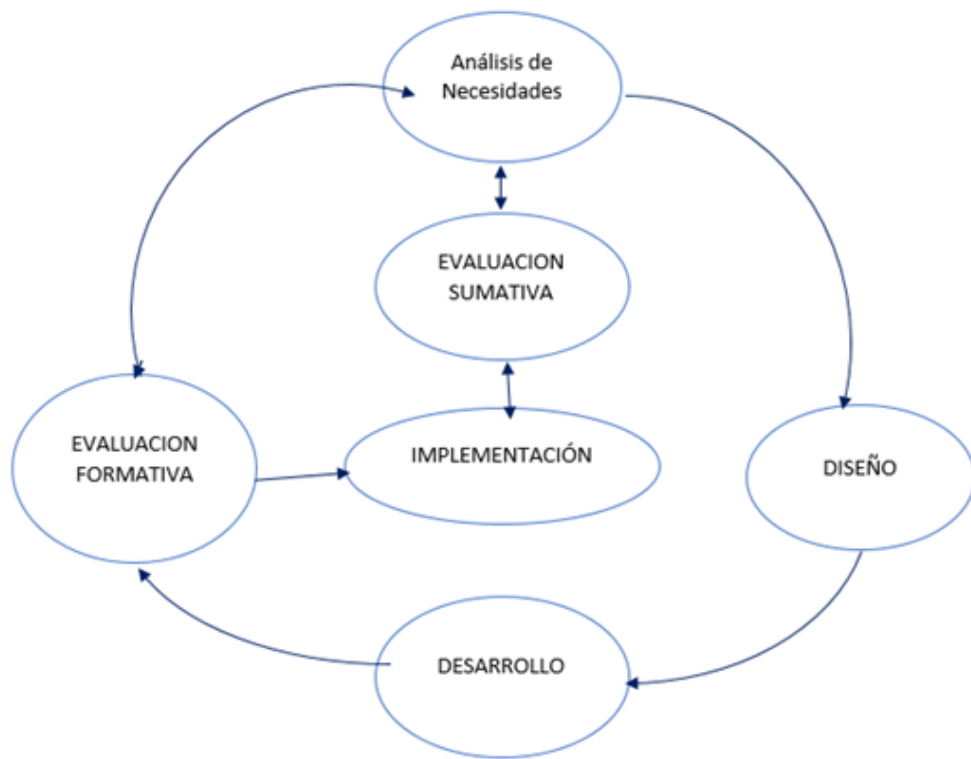 Análisis de
Necesidades
EVALUACION
SUMATIVA
EVALUACION
FORMATIVA
IMPLEMENTACIÓN
DISEÑO
DESARROLLO